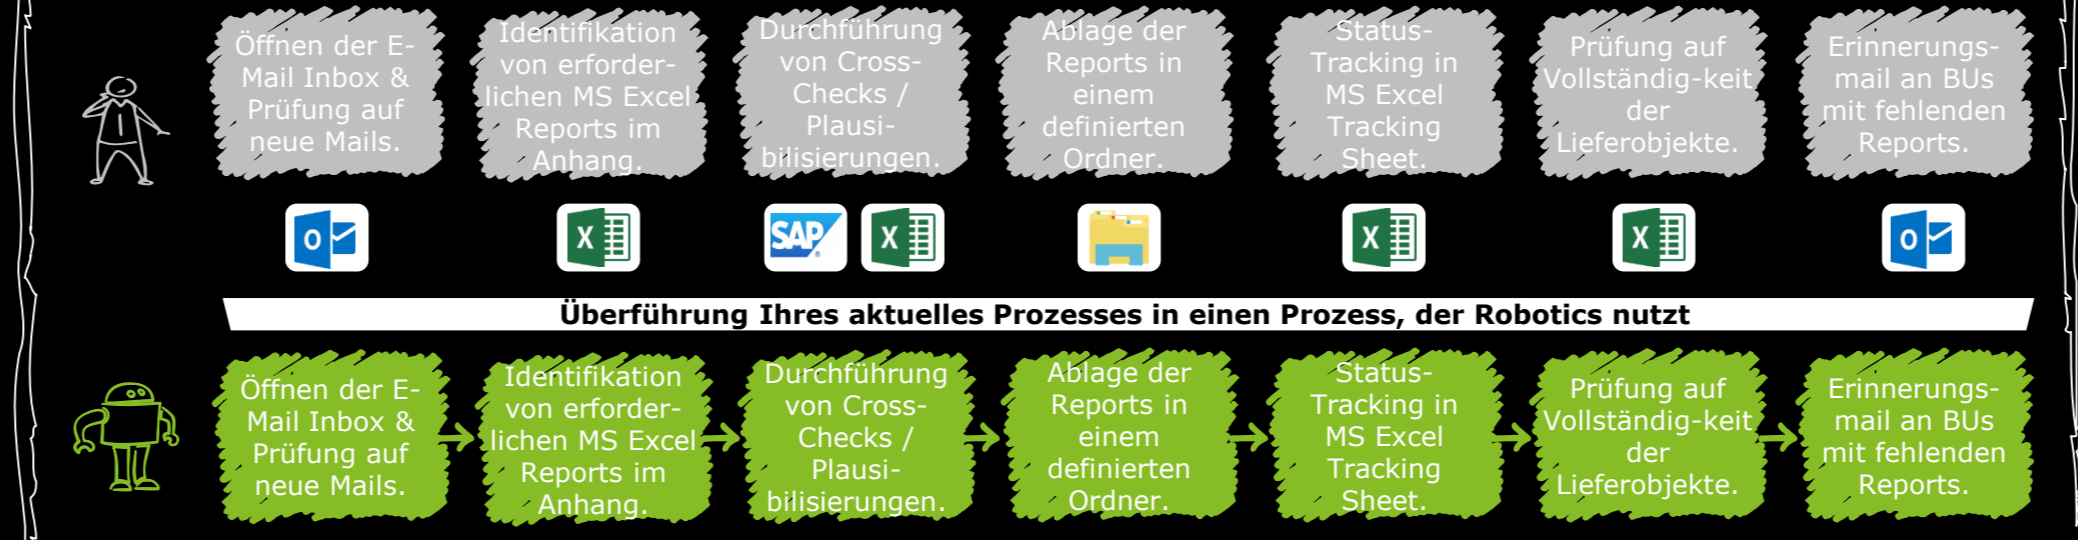 Öffnen der E-
Mail Inbox &
Prüfung auf
neue Mails.
Identifikation
von erforder-
lichen MS Excel
Reports im
Anhang.
Durchführung
von Cross-
Checks /
Plausi-
bilisierungen.
Ablage der
Reports in
einem
definierten
Ordner.
Status-
Tracking in
MS Excel
Tracking
Sheet.
Prüfung auf
Vollständig-keit
der
Lieferobjekte.
Erinnerungs-
mail an BUs
mit fehlenden
Reports.
O
X
SAP
X
X
X
O
Überführung Ihres aktuelles Prozesses in einen Prozess, der Robotics nutzt
Öffnen der E-
Mail Inbox &
Prüfung auf
neue Mails.
Identifikation
von erforder-
lichen MS Excel
Reports im
Anhang.
Durchführung
von Cross-
Checks /
Plausi-
bilisierungen.
Ablage der
Reports in
einem
definierten
Ordner.
Status-
Tracking in
MS Excel
Tracking
Sheet.
Prüfung auf
Vollständig-keit
der
Lieferobjekte.
Erinnerungs-
mail an BUs
mit fehlenden
Reports.